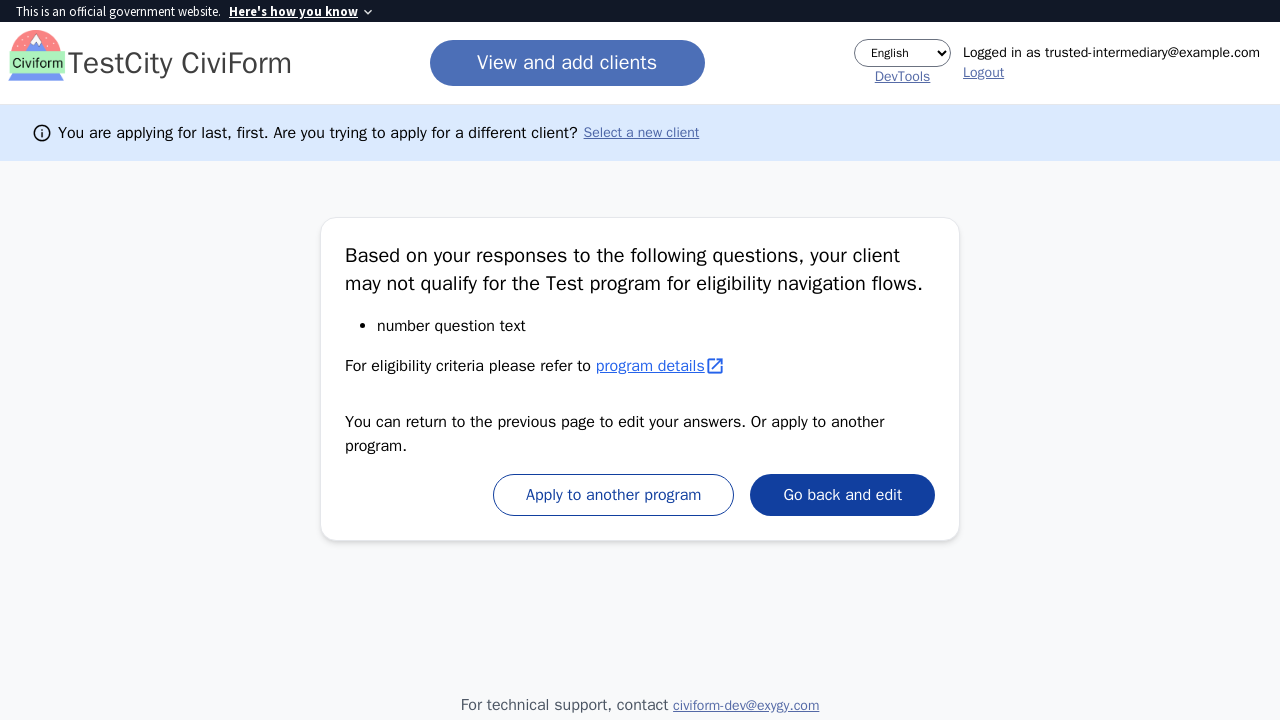 This is an official government website. Here's how you know
Civiform
TestCity CiviForm
View and add clients
English
DevTools
Logged in as trusted-intermediary@example.com
Logout
You are applying for last, first. Are you trying to apply for a different client? Select a new client
Based on your responses to the following questions, your client
may not qualify for the Test program for eligibility navigation flows.
• number question text
For eligibility criteria please refer to program details
You can return to the previous page to edit your answers. Or apply to another
program.
Apply to another program
Go back and edit
For technical support, contact civiform-dev@exygy.com